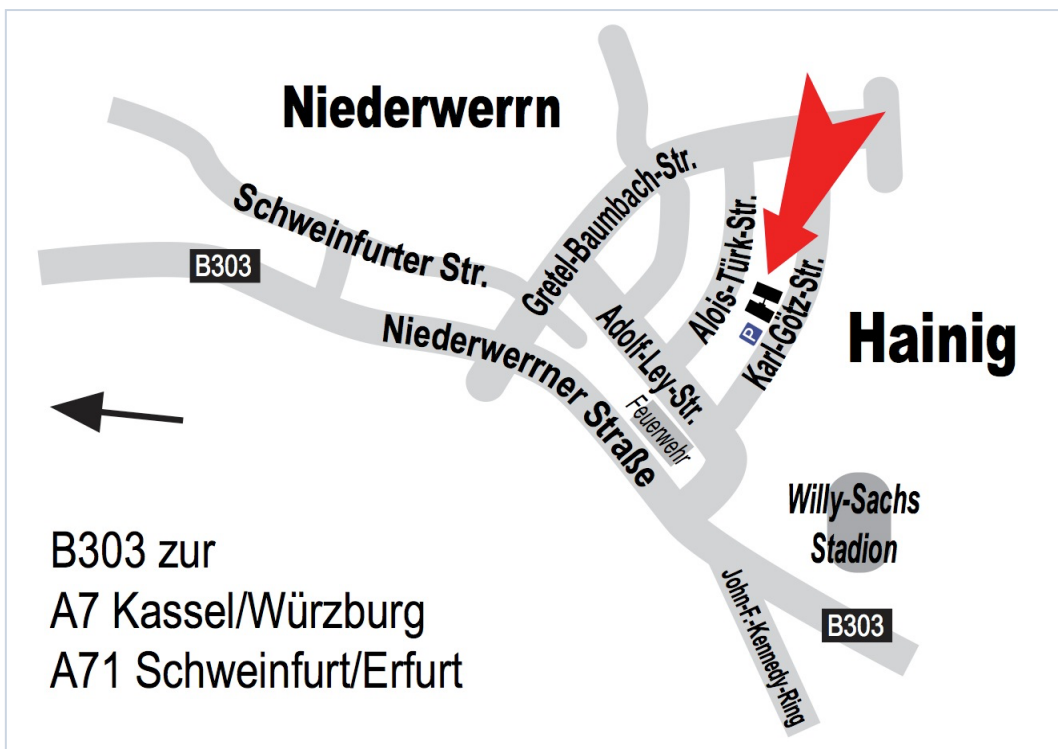 Niederwerrn
Schweinfurter Str.
B303
Niederwerrner Straße
Gretel-Baumbach-Str.
Adolf-Ley-Str.
Feuerwehr
Alois-Türk-Str.
P
H
Karl-Götz-Str.
Hainig
Willy-Sachs
Stadion
John-F.-Kennedy-Ring
B303
B303 zur
A7 Kassel/Würzburg
A71 Schweinfurt/Erfurt